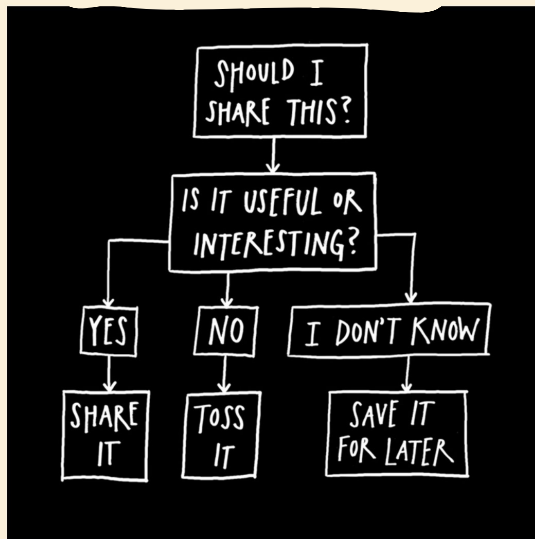 SHOULD I
SHARE THIS?
IS IT USEFUL OR
INTERESTING?
YES
NO
I DON'T KNOW
SHARE
IT
TOSS
IT
SAVE IT
FOR LATER